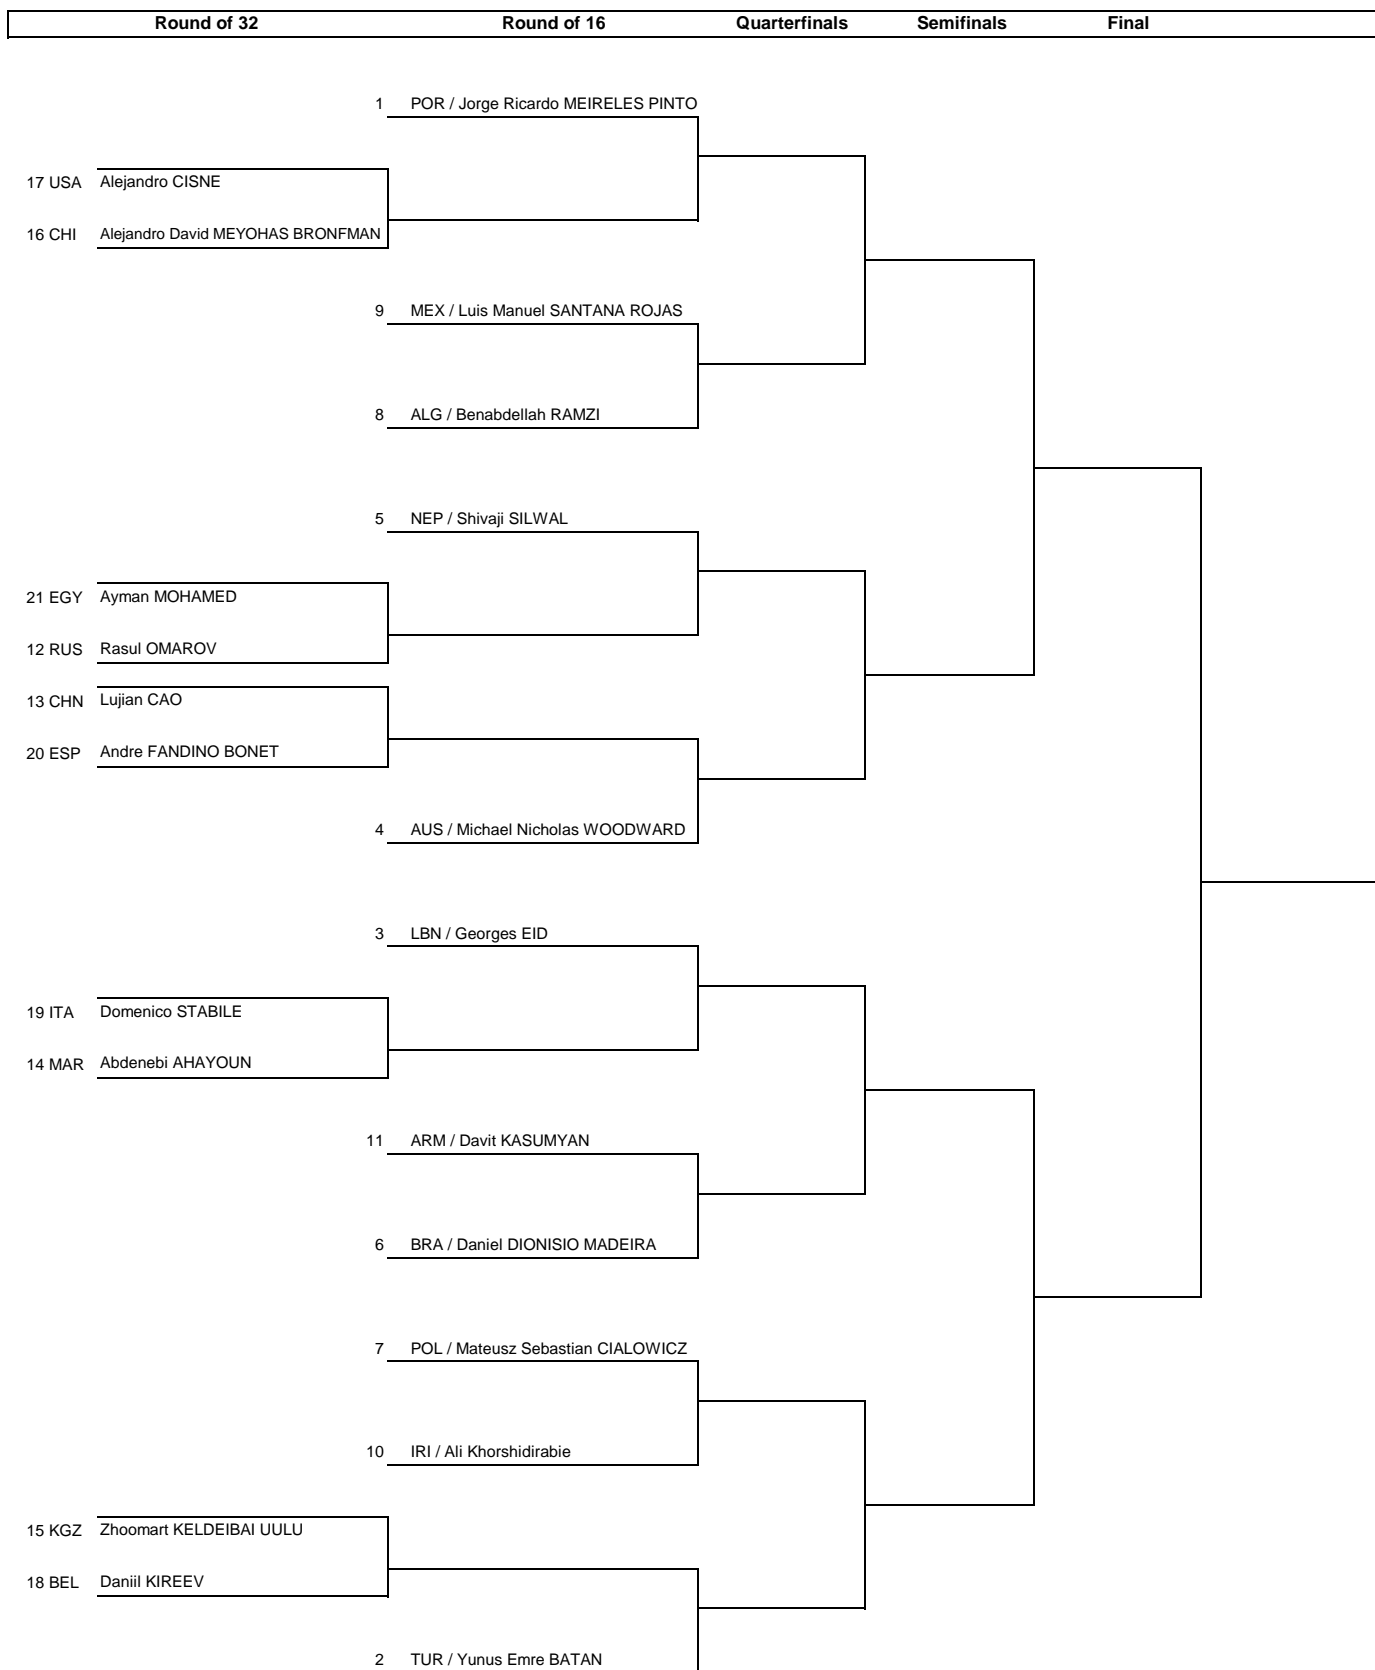 Round of 32 Round of 16 Quarterfinals Semifinals Final
1 POR / Jorge Ricardo MEIRELES PINTO
17 USA Alejandro CISNE
16 CHI Alejandro David MEYOHAS BRONFMAN
9 MEX / Luis Manuel SANTANA ROJAS
8 ALG / Benabdellah RAMZI
5 NEP / Shivaji SILWAL
21 EGY Ayman MOHAMED
12 RUS Rasul OMAROV
13 CHN Lujian CAO
20 ESP Andre FANDINO BONET
4 AUS / Michael Nicholas WOODWARD
3 LBN / Georges EID
19 ITA Domenico STABILE
14 MAR Abdenebi AHAYOUN
11 ARM / Davit KASUMYAN
6 BRA / Daniel DIONISIO MADEIRA
7 POL / Mateusz Sebastian CIALOWICZ
10 IRI / Ali Khorshidirabie
15 KGZ Zhoomart KELDEIBAI UULU
18 BEL Daniil KIREEV
2 TUR / Yunus Emre BATAN